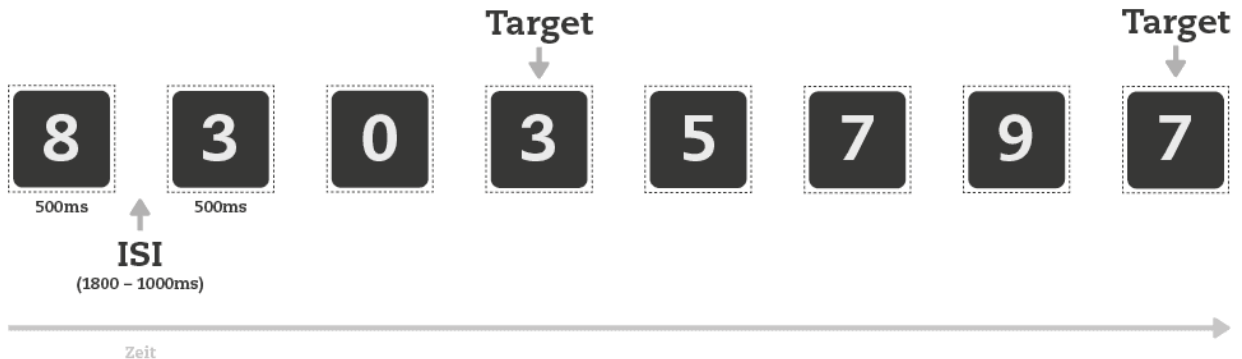 Target Target
8 3 0 3 5 7 9 7
500ms 500ms
ISI
(1800 – 1000ms)
Zeit